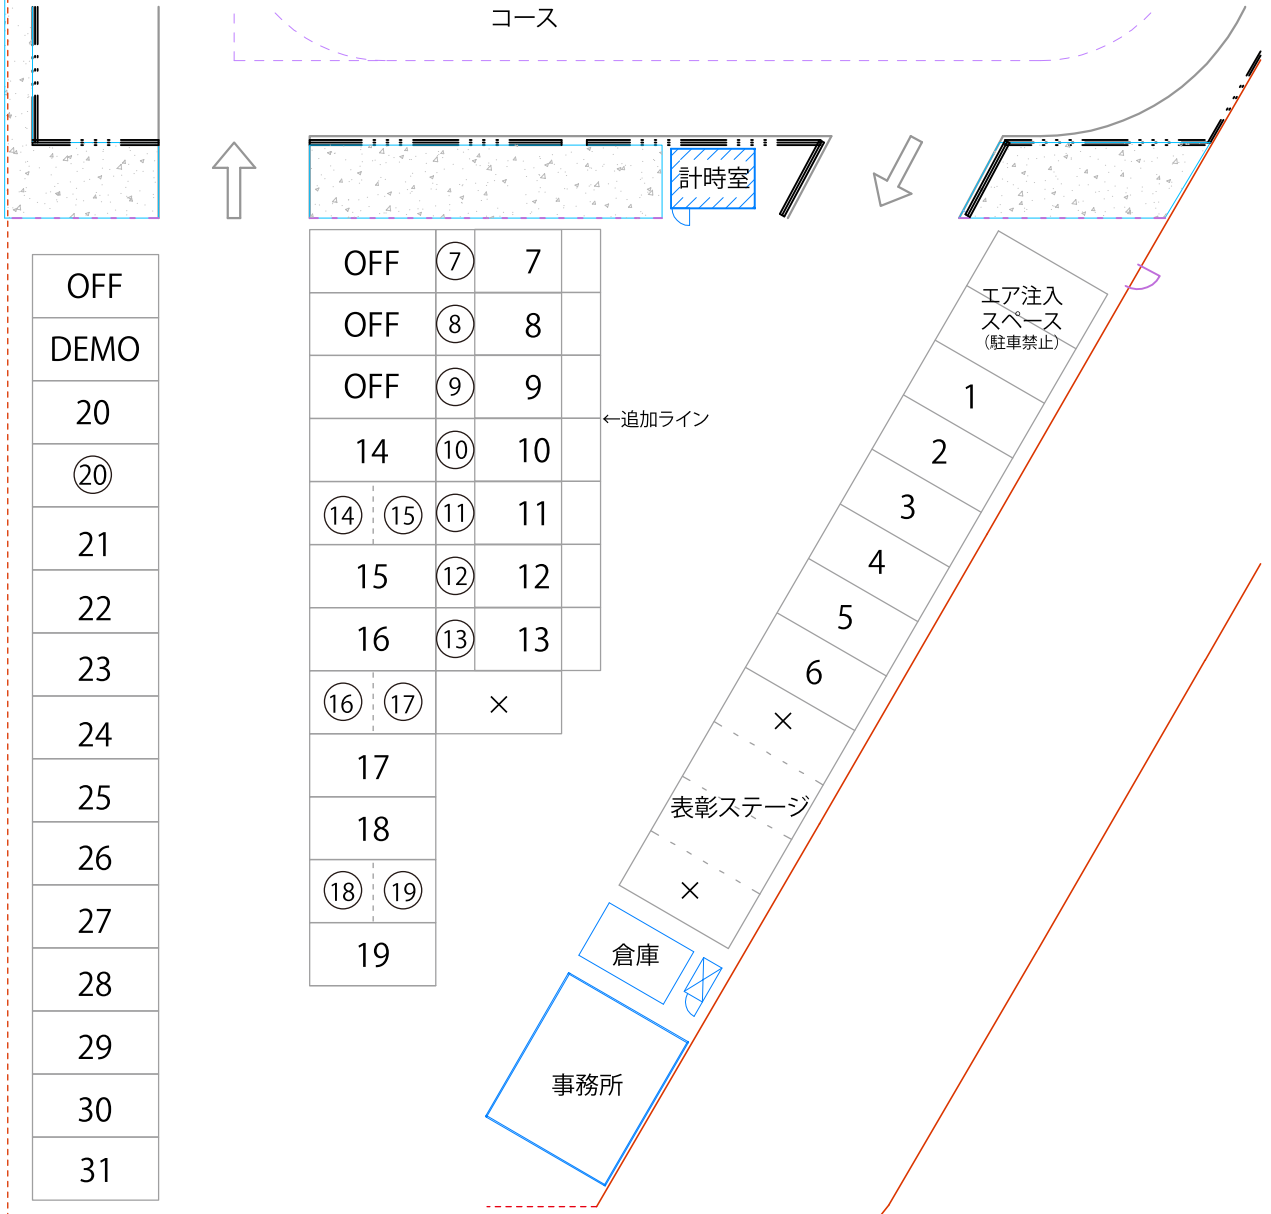 コース
計時室
OFF
DEMO
20
⑳
21
22
23
24
25
26
27
28
29
30
31
OFF ⑦ 7
OFF ⑧ 8
OFF ⑨ 9
←追加ライン
14 ⑩ 10
⑭ ⑮ ⑪ 11
15 ⑫ 12
16 ⑬ 13
⑯ ⑰ ×
17
18
⑱ ⑲
19
エア注入
スペース
(駐車禁止)
1
2
3
4
5
6
×
表彰ステージ
×
倉庫
事務所